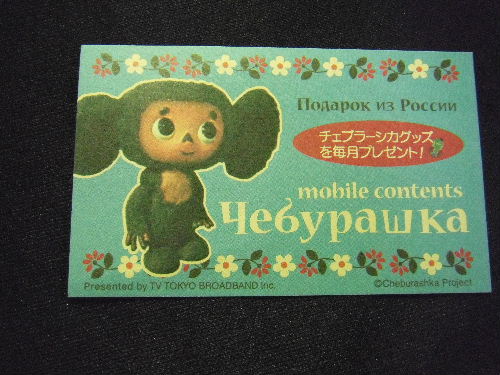 Подарок из России
チェブラーシカグッズ
を毎月プレゼント!
mobile contents
Чебурашка
Presented by TV TOKYO BROADBAND Inc.
©Cheburashka Project